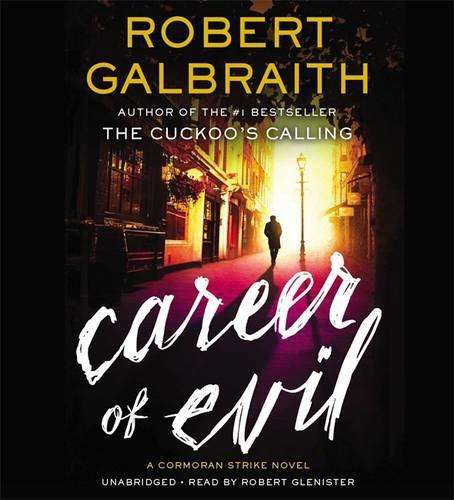 ROBERT
GALBRAITH
AUTHOR OF THE #1 BESTSELLER
THE CUCKOO'S CALLING
career
of evil
A CORMORAN STRIKE NOVEL
UNABRIDGED • READ BY ROBERT GLENISTER